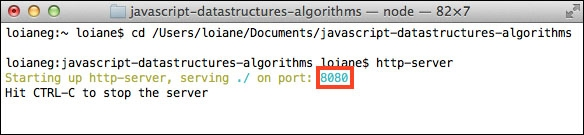 javascript-datastructures-algorithms — node — 82×7
loianeg:~ loiane$ cd /Users/loiane/Documents/javascript-datastructures-algorithms
loianeg:javascript-datastructures-algorithms loiane$ http-server
Starting up http-server, serving ./ on port: 8080
Hit CTRL-C to stop the server